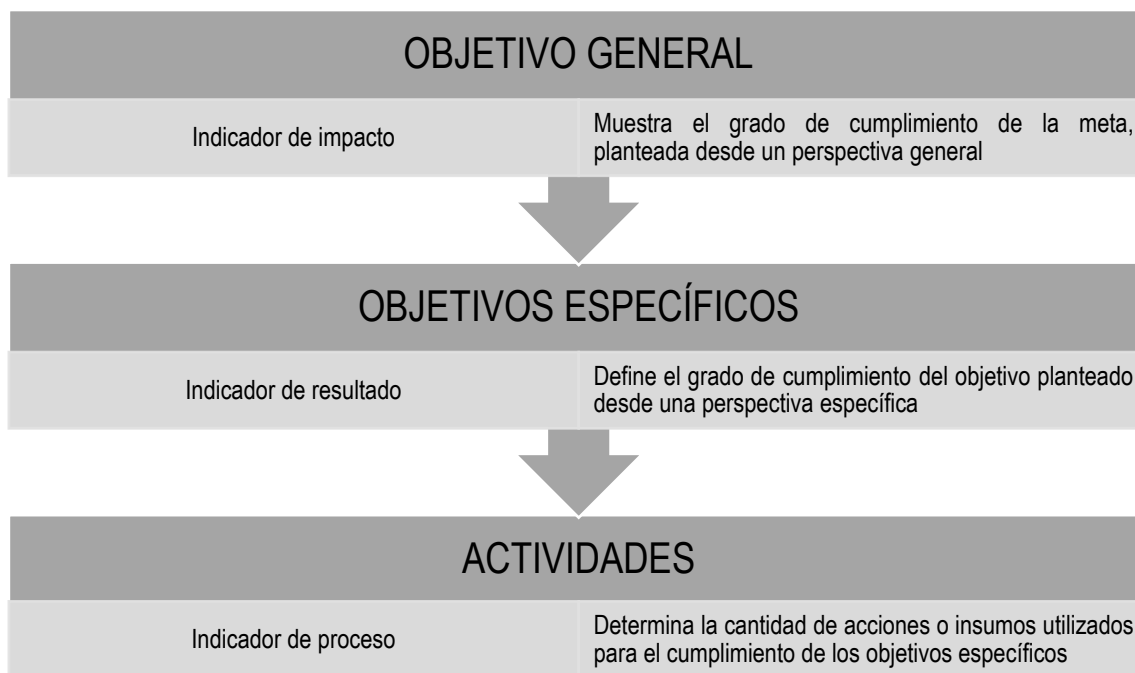 OBJETIVO GENERAL
Indicador de impacto
Muestra el grado de cumplimiento de la meta,
planteada desde un perspectiva general
OBJETIVOS ESPECÍFICOS
Indicador de resultado
Define el grado de cumplimiento del objetivo planteado
desde una perspectiva específica
ACTIVIDADES
Indicador de proceso
Determina la cantidad de acciones o insumos utilizados
para el cumplimiento de los objetivos específicos